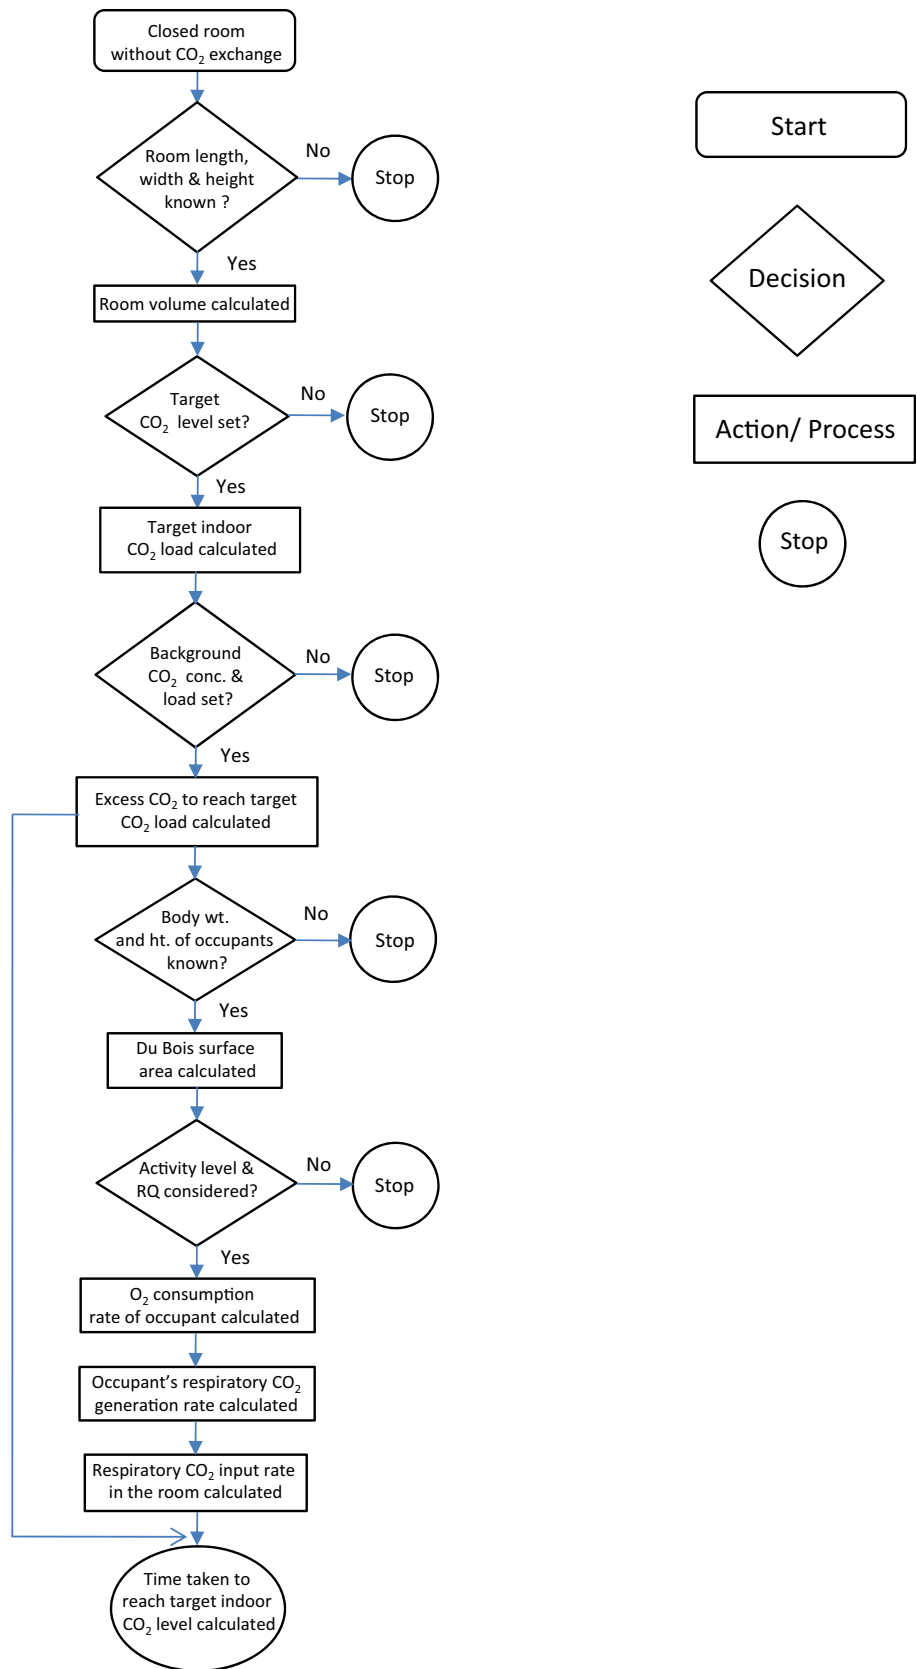 Closed room
without CO₂ exchange
Room length,
width & height
known ?
No
Stop
Yes
Room volume calculated
Target
CO₂ level set?
No
Stop
Yes
Target indoor
CO₂ load calculated
Background
CO₂ conc. &
load set?
No
Stop
Yes
Excess CO₂ to reach target
CO₂ load calculated
Body wt.
and ht. of occupants
known?
No
Stop
Yes
Du Bois surface
area calculated
Activity level &
RQ considered?
No
Stop
Yes
O₂ consumption
rate of occupant calculated
Occupant’s respiratory CO₂
generation rate calculated
Respiratory CO₂ input rate
in the room calculated
Time taken to
reach target indoor
CO₂ level calculated
Start
Decision
Action/ Process
Stop